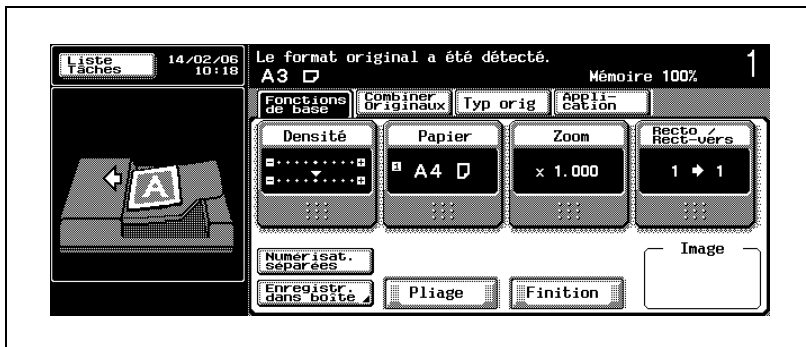 Liste
Tâches
14/02/06
10:18
Le format original a été détecté.
A3
Mémoire 100%
1
Fonctions
de base
Combiner
Originaux
Typ orig
Appli-
cation
Densité
Papier
Zoom
Recto /
Rect-vers
1 A4
× 1.000
1 ➔ 1
A
Numérisat.
séparées
Enregistr.
dans boîte
Pliage
Finition
Image